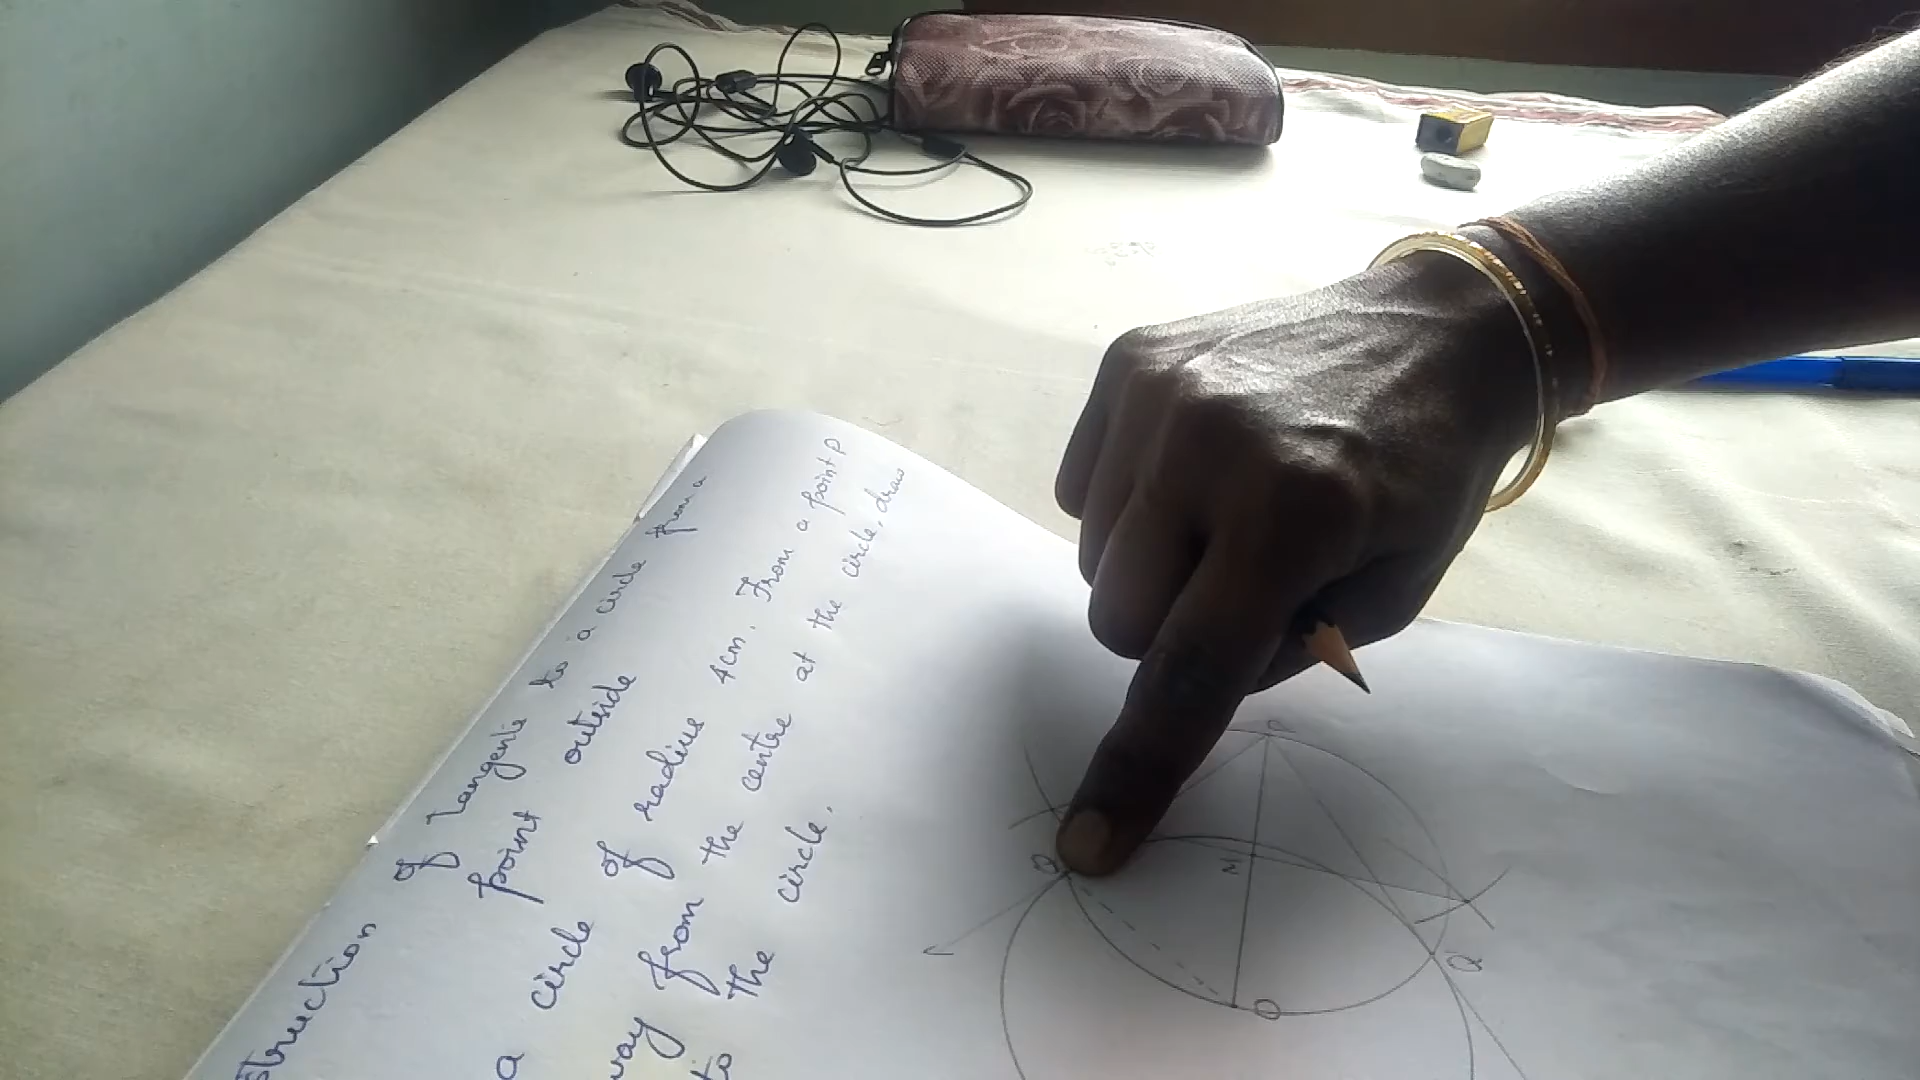 struction of Tangents to a circle from a
point outside
a circle of radius 4cm. From a point P
way from the centre at the circle, draw
to the circle.
P
M
Q
Q'
O